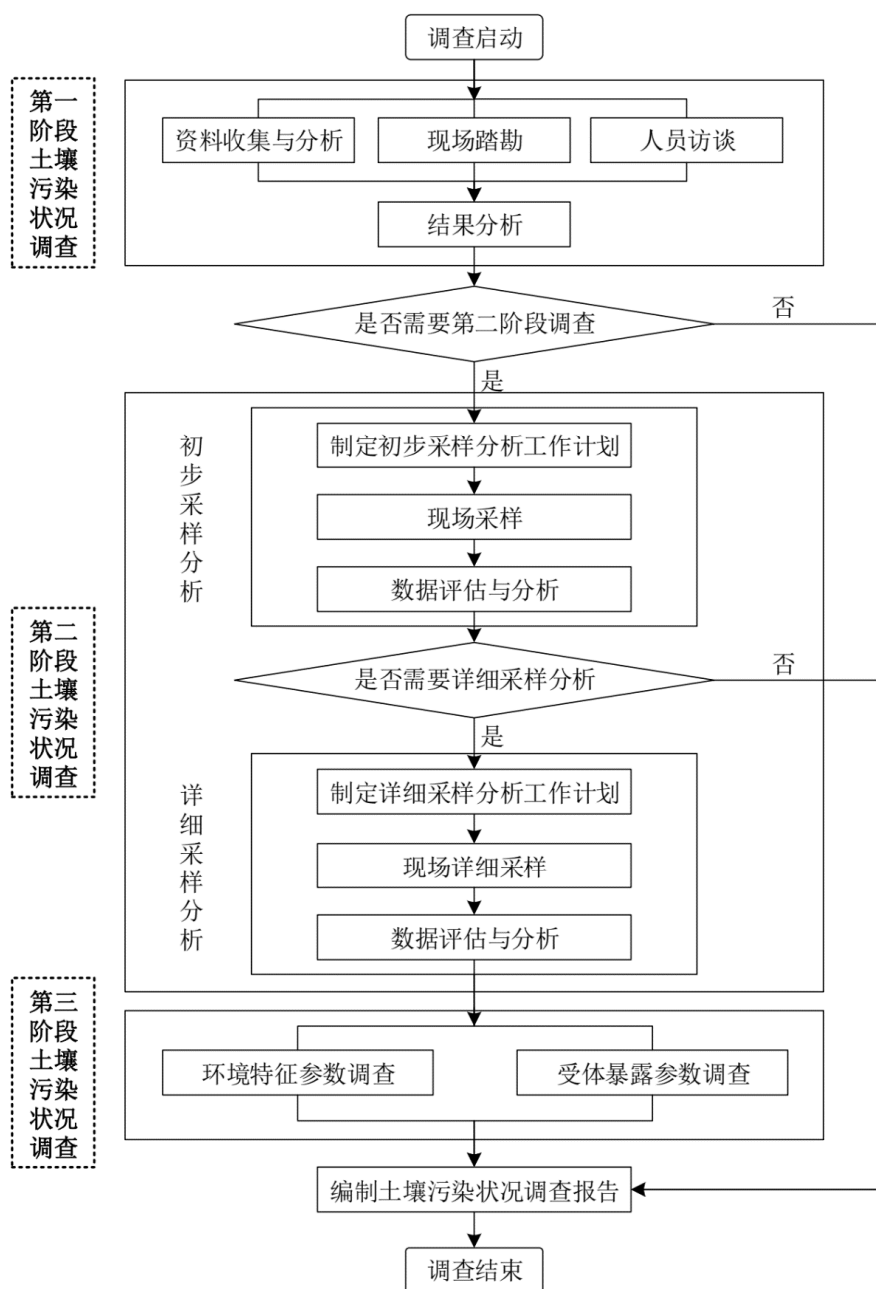 调查启动
第一
阶段
土壤
污染
状况
调查
资料收集与分析
现场踏勘
人员访谈
结果分析
是否需要第二阶段调查
否
是
初
步
采
样
分
析
制定初步采样分析工作计划
现场采样
数据评估与分析
第二
阶段
土壤
污染
状况
调查
是否需要详细采样分析
否
是
详
细
采
样
分
析
制定详细采样分析工作计划
现场详细采样
数据评估与分析
第三
阶段
土壤
污染
状况
调查
环境特征参数调查
受体暴露参数调查
编制土壤污染状况调查报告
调查结束